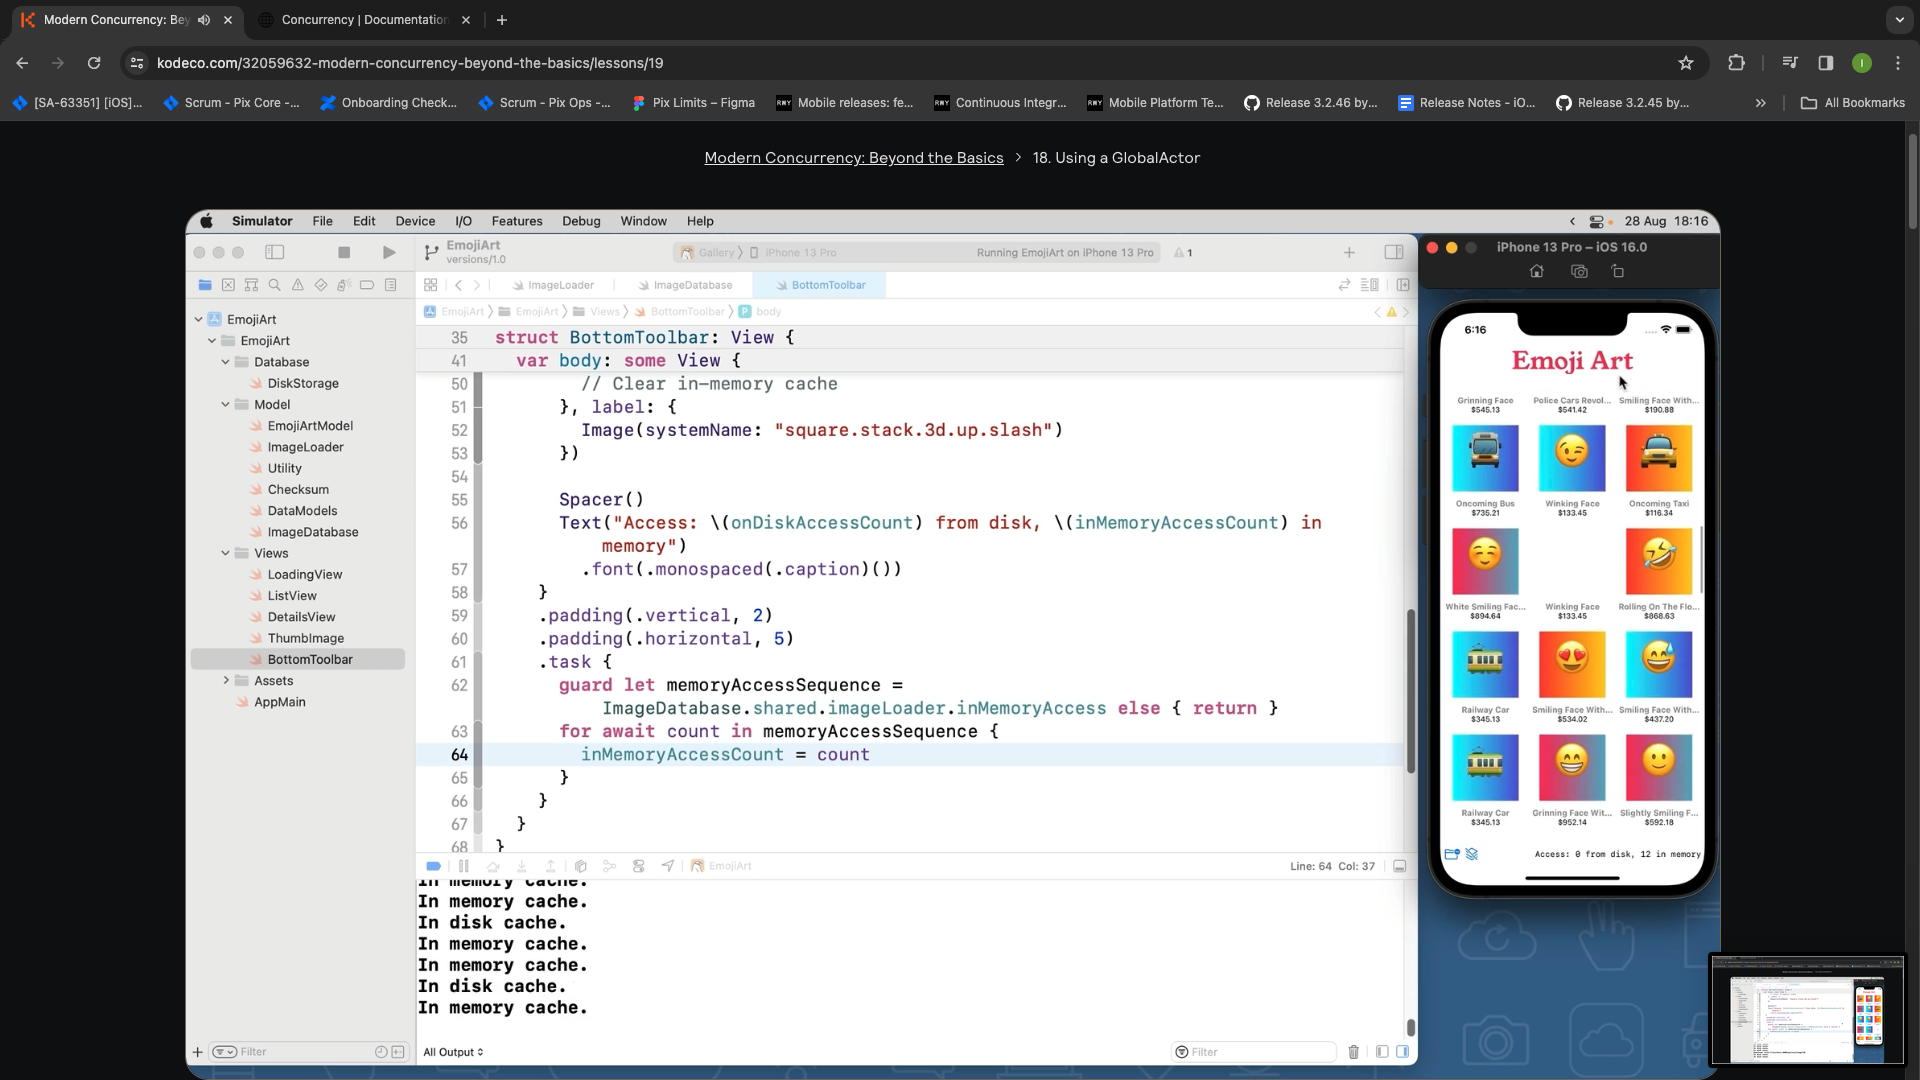 Modern Concurrency: Bey
Concurrency | Documentation
kodeco.com/32059632-modern-concurrency-beyond-the-basics/lessons/19
I
[SA-63351] [iOS]...
Scrum - Pix Core -...
Onboarding Check...
Scrum - Pix Ops -...
Pix Limits – Figma
RWY Mobile releases: fe...
RWY Continuous Integr...
RWY Mobile Platform Te...
Release 3.2.46 by...
Release Notes - iO...
Release 3.2.45 by...
All Bookmarks
Modern Concurrency: Beyond the Basics > 18. Using a GlobalActor
Simulator File Edit Device I/O Features Debug Window Help
28 Aug 18:16
EmojiArt
versions/1.0
Gallery iPhone 13 Pro
Running EmojiArt on iPhone 13 Pro
1
ImageLoader
ImageDatabase
BottomToolbar
EmojiArt EmojiArt Views BottomToolbar P body
EmojiArt
EmojiArt
Database
DiskStorage
Model
EmojiArtModel
ImageLoader
Utility
Checksum
DataModels
ImageDatabase
Views
LoadingView
ListView
DetailsView
ThumbImage
BottomToolbar
Assets
AppMain
Filter
35 struct BottomToolbar: View {
41 var body: some View {
50 // Clear in-memory cache
51 }, label: {
52 Image(systemName: "square.stack.3d.up.slash")
53 })
54
55 Spacer()
56 Text("Access: \(onDiskAccessCount) from disk, \(inMemoryAccessCount) in
memory")
57 .font(.monospaced(.caption)())
58 }
59 .padding(.vertical, 2)
60 .padding(.horizontal, 5)
61 .task {
62 guard let memoryAccessSequence =
ImageDatabase.shared.imageLoader.inMemoryAccess else { return }
63 for await count in memoryAccessSequence {
64 inMemoryAccessCount = count
65 }
66 }
67 }
68 }
EmojiArt
Line: 64 Col: 37
In memory cache.
In memory cache.
In disk cache.
In memory cache.
In memory cache.
In disk cache.
In memory cache.
All Output
Filter
iPhone 13 Pro – iOS 16.0
6:16
Emoji Art
Grinning Face Police Cars Revol... Smiling Face With...
$545.13 $541.42 $190.88
Oncoming Bus Winking Face Oncoming Taxi
$735.21 $133.45 $116.34
White Smiling Fac... Winking Face Rolling On The Flo...
$894.64 $133.45 $868.63
Railway Car Smiling Face With... Smiling Face With...
$345.13 $534.02 $437.20
Railway Car Grinning Face Wit... Slightly Smiling F...
$345.13 $952.14 $592.18
Access: 0 from disk, 12 in memory